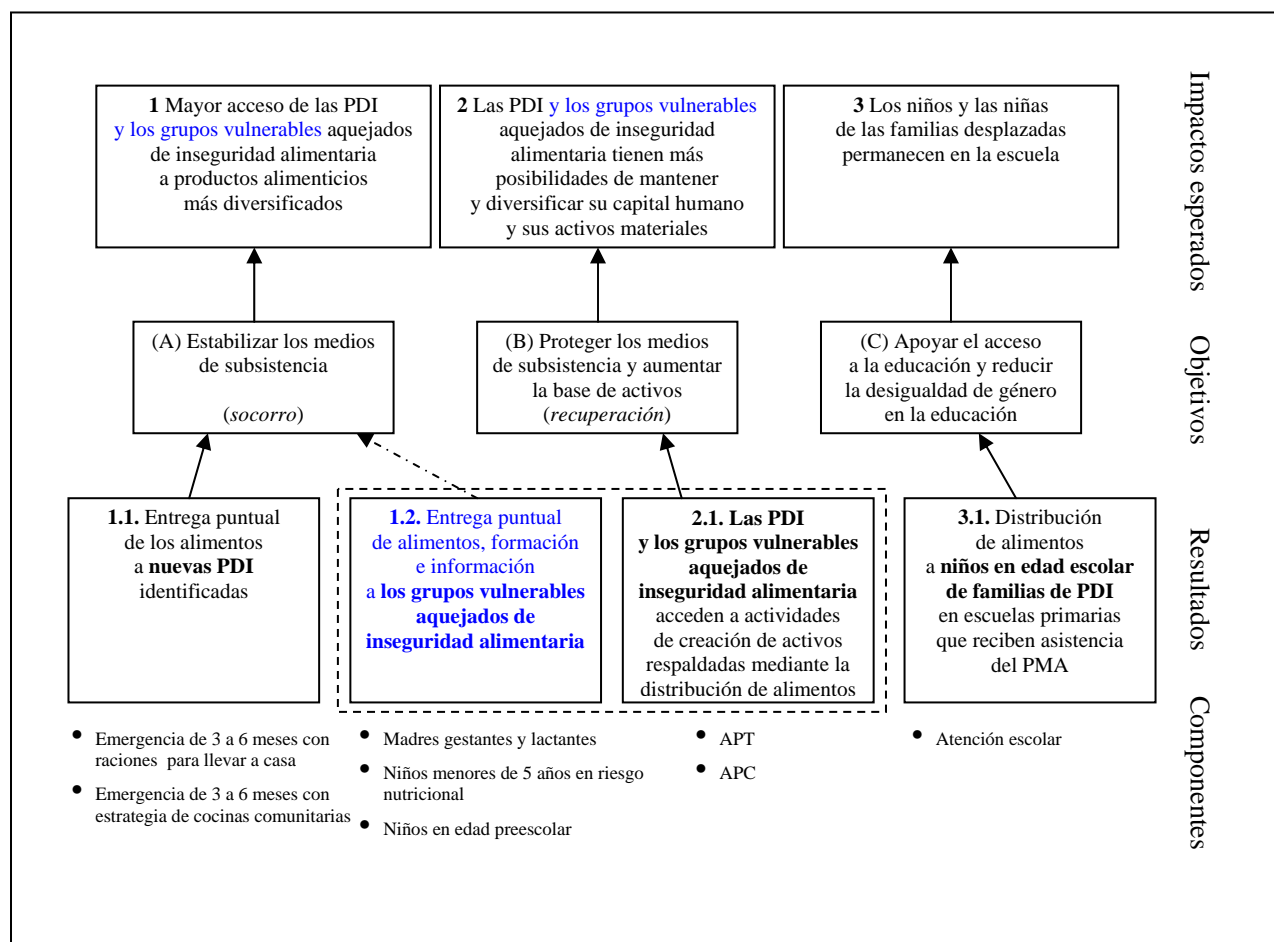 1 Mayor acceso de las PDI
y los grupos vulnerables aquejados
de inseguridad alimentaria
a productos alimenticios
más diversificados
2 Las PDI y los grupos vulnerables
aquejados de inseguridad
alimentaria tienen más
posibilidades de mantener
y diversificar su capital humano
y sus activos materiales
3 Los niños y las niñas
de las familias desplazadas
permanecen en la escuela
Impactos esperados
(A) Estabilizar los medios
de subsistencia
(socorro)
(B) Proteger los medios
de subsistencia y aumentar
la base de activos
(recuperación)
(C) Apoyar el acceso
a la educación y reducir
la desigualdad de género
en la educación
Objetivos
1.1. Entrega puntual
de los alimentos
a nuevas PDI
identificadas
1.2. Entrega puntual
de alimentos, formación
e información
a los grupos vulnerables
aquejados de
inseguridad alimentaria
2.1. Las PDI
y los grupos vulnerables
aquejados de
inseguridad alimentaria
acceden a actividades
de creación de activos
respaldadas mediante la
distribución de alimentos
3.1. Distribución
de alimentos
a niños en edad escolar
de familias de PDI
en escuelas primarias
que reciben asistencia
del PMA
Resultados
• Emergencia de 3 a 6 meses con
raciones para llevar a casa
• Emergencia de 3 a 6 meses con
estrategia de cocinas comunitarias
• Madres gestantes y lactantes
• Niños menores de 5 años en riesgo
nutricional
• Niños en edad preescolar
• APT
• APC
• Atención escolar
Componentes